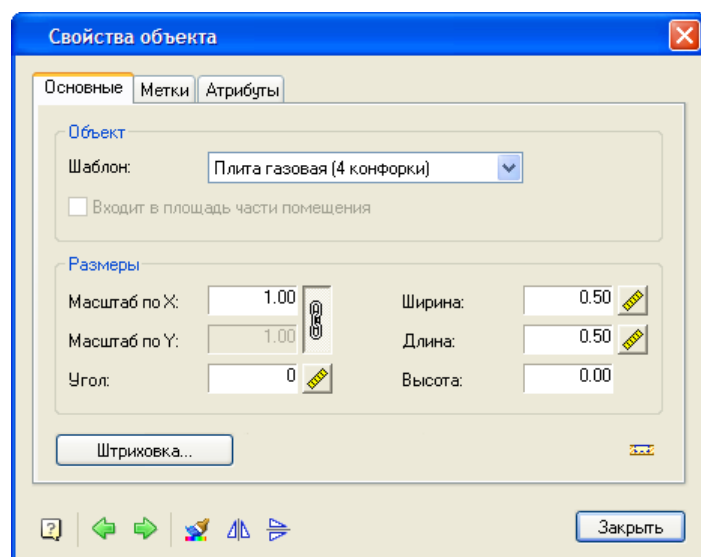 Свойства объекта
Основные Метки Атрибуты
Объект
Шаблон: Плита газовая (4 конфорки)
Входит в площадь части помещения
Размеры
Масштаб по X: 1.00 Ширина: 0.50
Масштаб по Y: 1.00 Длина: 0.50
Угол: 0 Высота: 0.00
Штриховка...
Закрыть